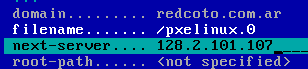 domain......... redcoto.com.ar
filename....... /pxelinux.0
next-server.... 128.2.101.107
root-path...... <not specified>